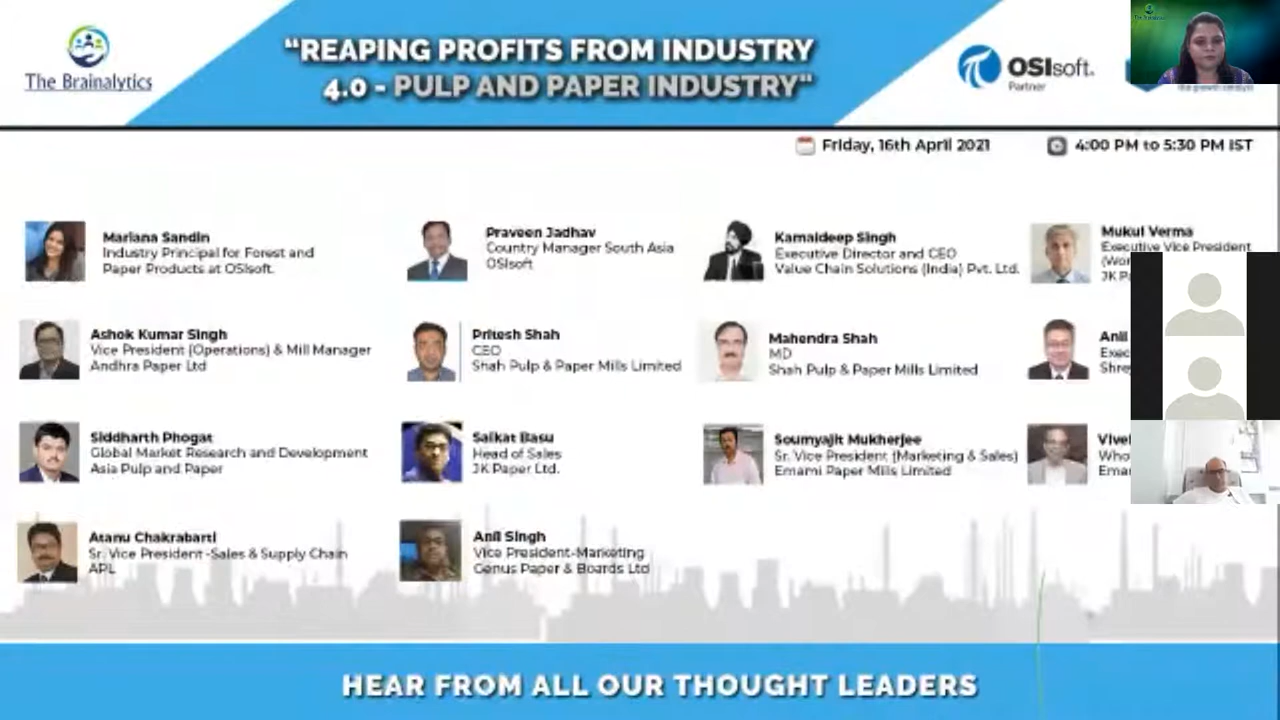 The Brainalytics
“REAPING PROFITS FROM INDUSTRY
4.0 - PULP AND PAPER INDUSTRY"
OSIsoft.
Partner
Friday, 16th April 2021
4:00 PM to 5:30 PM IST
Mariana Sandin
Industry Principal for Forest and
Paper Products at OSIsoft.
Praveen Jadhav
Country Manager South Asia
OSIsoft
Kamaldeep Singh
Executive Director and CEO
Value Chain Solutions (India) Pvt. Ltd.
Mukul Verma
Executive Vice President
Ashok Kumar Singh
Vice President (Operations) & Mill Manager
Andhra Paper Ltd
Pritesh Shah
CEO
Shah Pulp & Paper Mills Limited
Mahendra Shah
MD
Shah Pulp & Paper Mills Limited
Siddharth Phogat
Global Market Research and Development
Asia Pulp and Paper
Saikat Basu
Head of Sales
JK Paper Ltd.
Soumyajit Mukherjee
Sr. Vice President (Marketing & Sales)
Emami Paper Mills Limited
Atanu Chakrabarti
Sr. Vice President -Sales & Supply Chain
APL
Anil Singh
Vice President-Marketing
Genus Paper & Boards Ltd
HEAR FROM ALL OUR THOUGHT LEADERS